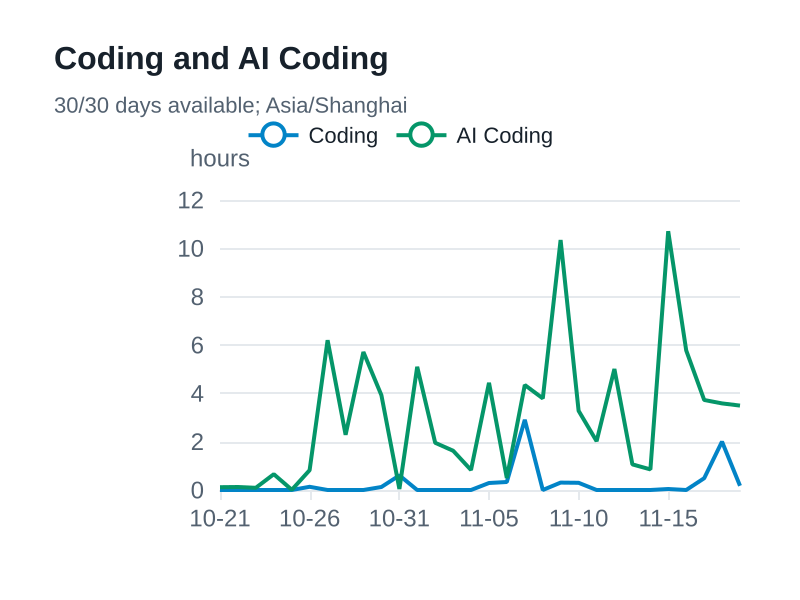 Coding and AI Coding
30/30 days available; Asia/Shanghai
Coding AI Coding
hours
12
10
8
6
4
2
0
10-21 10-26 10-31 11-05 11-10 11-15